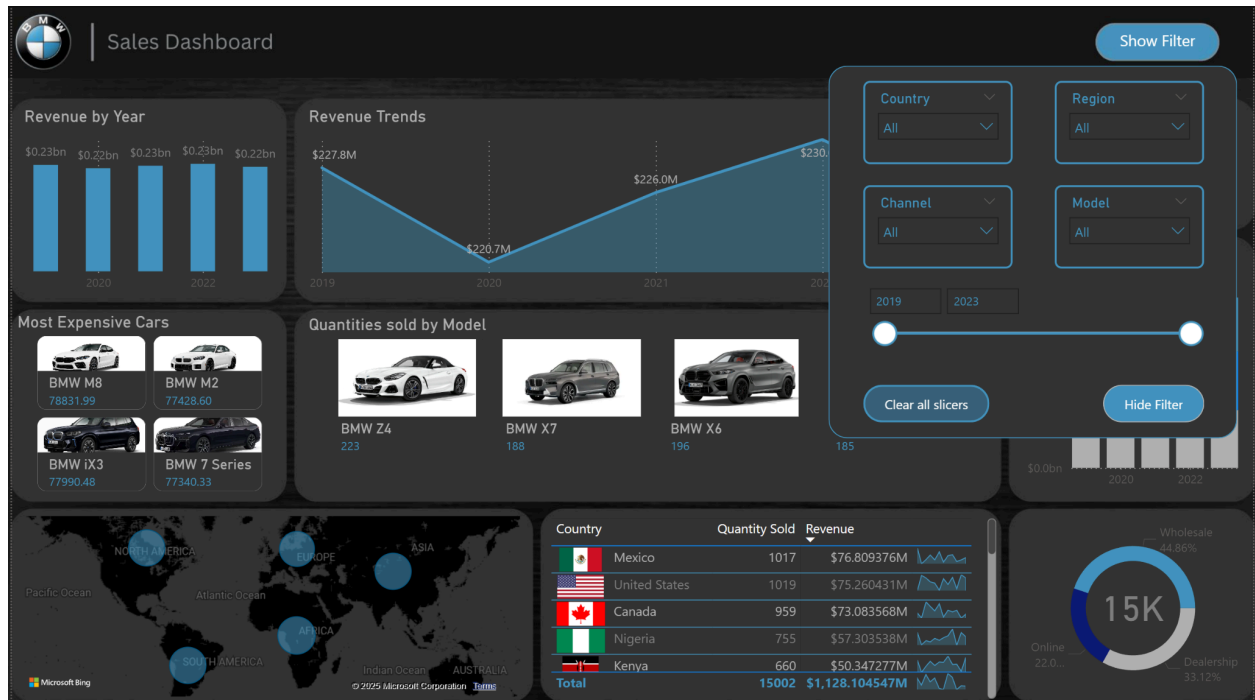 BMW
Sales Dashboard
Show Filter
Country
All
Region
All
Channel
All
Model
All
2019
2023
Clear all slicers
Hide Filter
Revenue by Year
$0.23bn
$0.22bn
$0.23bn
$0.23bn
$0.22bn
2020
2022
Revenue Trends
$227.8M
$220.7M
$226.0M
$230.
2019
2020
2021
202
Most Expensive Cars
BMW M8
78831.99
BMW M2
77428.60
BMW iX3
77990.48
BMW 7 Series
77340.33
Quantities sold by Model
BMW Z4
223
BMW X7
188
BMW X6
196
185
$0.0bn
2020
2022
NORTH AMERICA
EUROPE
ASIA
Pacific Ocean
Atlantic Ocean
AFRICA
SOUTH AMERICA
Indian Ocean
AUSTRALIA
Microsoft Bing
© 2025 Microsoft Corporation Terms
Country Quantity Sold Revenue
Mexico 1017 $76.809376M
United States 1019 $75.260431M
Canada 959 $73.083568M
Nigeria 755 $57.303538M
Kenya 660 $50.347277M
Total 15002 $1,128.104547M
Wholesale
44.86%
15K
Online
22.0...
Dealership
33.12%